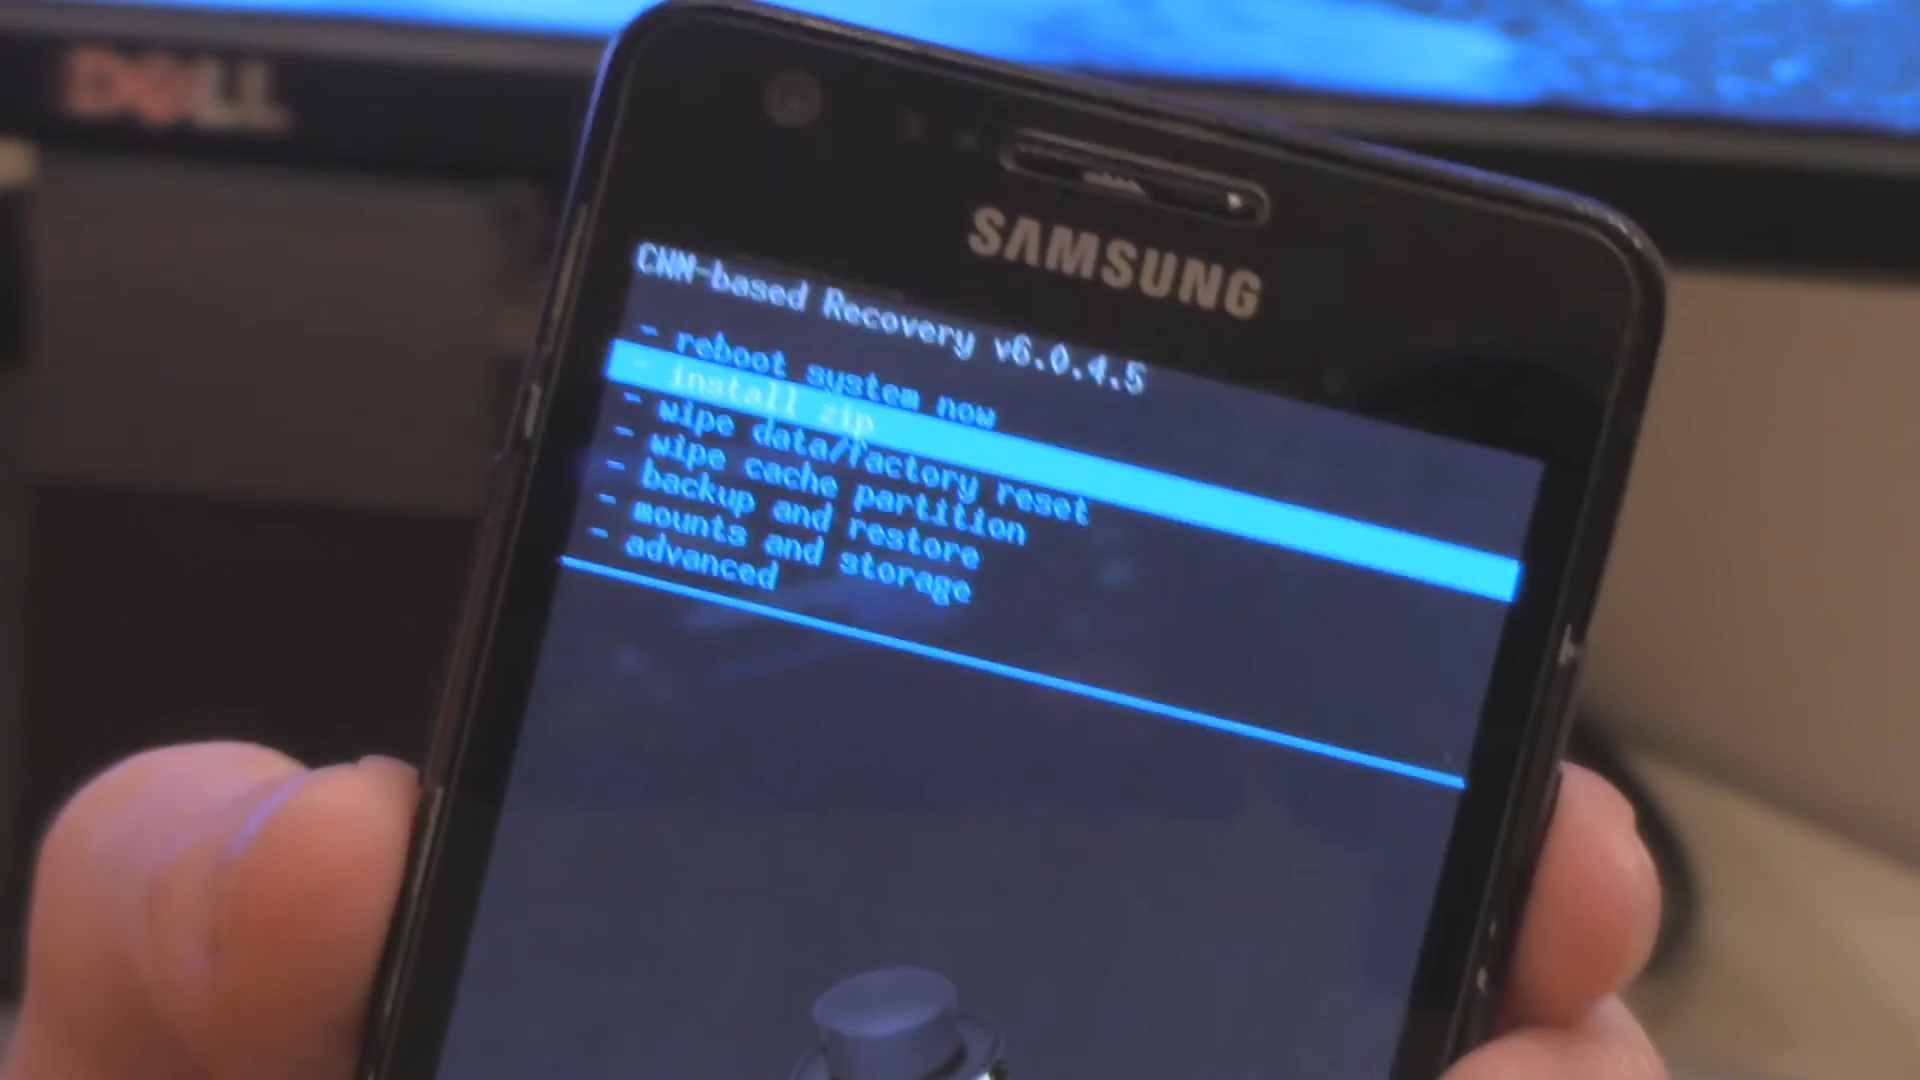 DELL
SAMSUNG
CWM-based Recovery v6.0.4.5
- reboot system now
- install zip
- wipe data/factory reset
- wipe cache partition
- backup and restore
- mounts and storage
- advanced